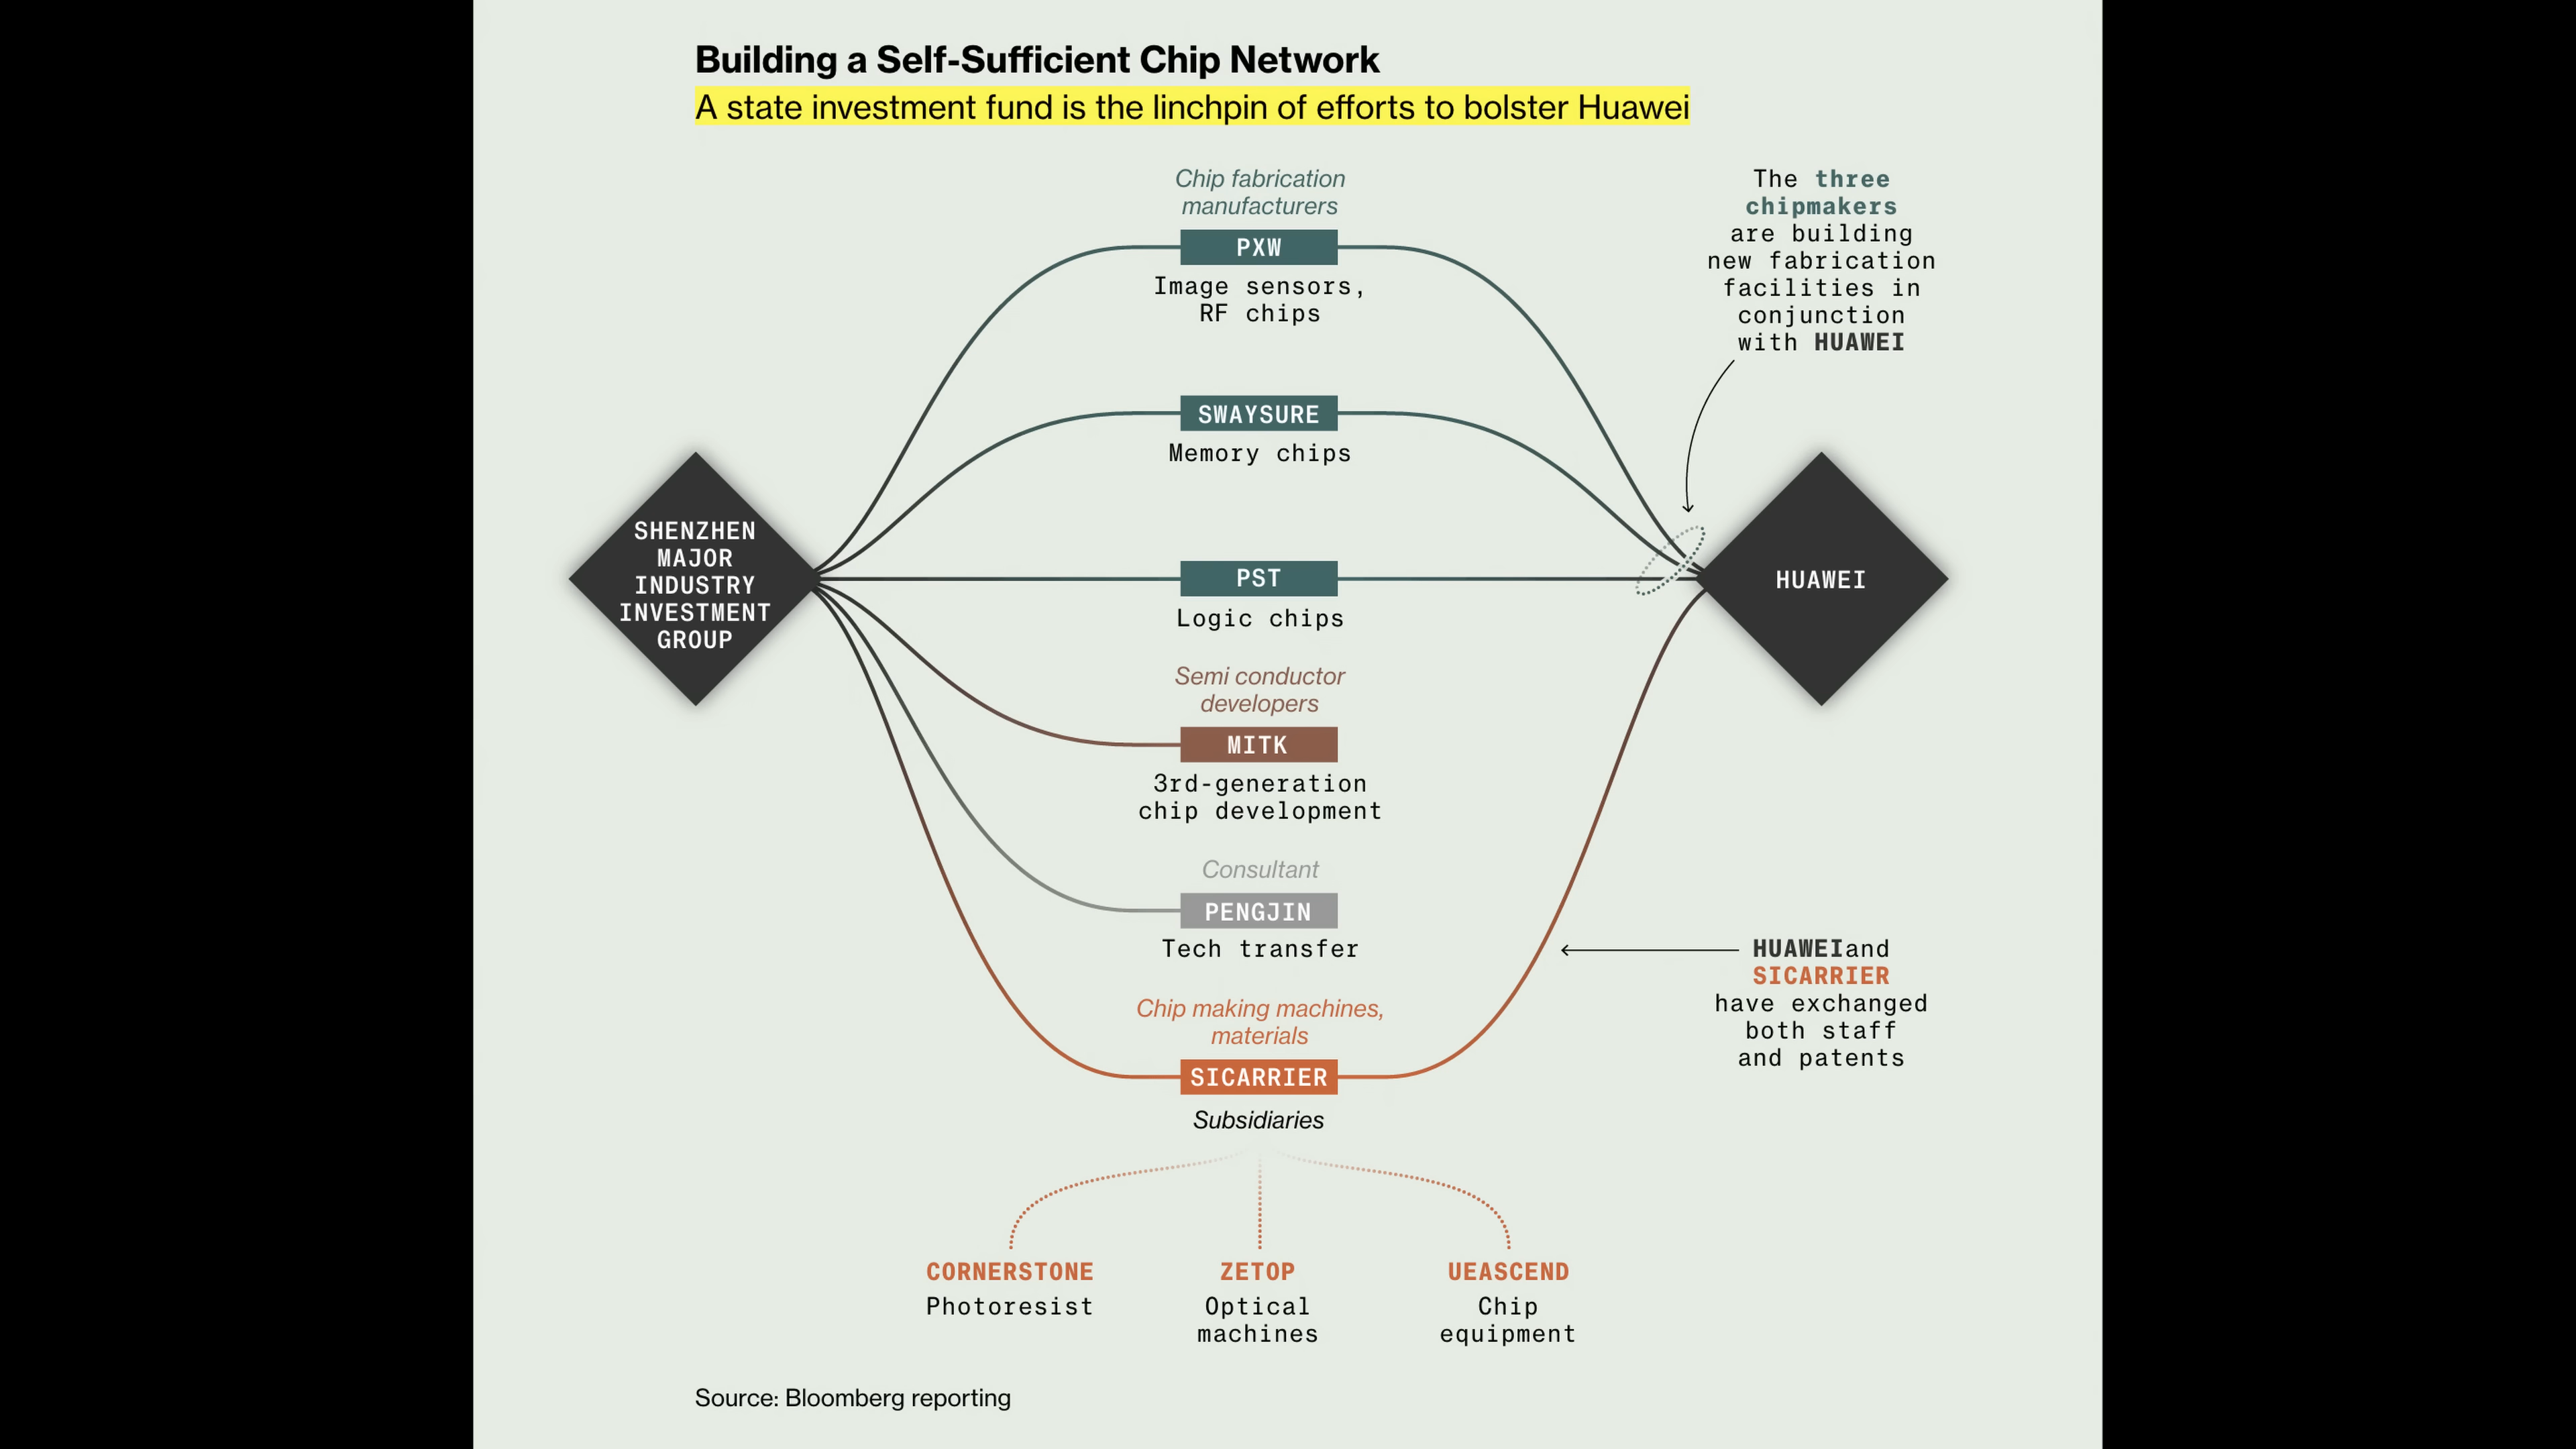 Building a Self-Sufficient Chip Network
A state investment fund is the linchpin of efforts to bolster Huawei
Chip fabrication
manufacturers
PXW
Image sensors,
RF chips
The three
chipmakers
are building
new fabrication
facilities in
conjunction
with HUAWEI
SWAYSURE
Memory chips
SHENZHEN
MAJOR
INDUSTRY
INVESTMENT
GROUP
PST
Logic chips
HUAWEI
Semi conductor
developers
MITK
3rd-generation
chip development
Consultant
PENGJIN
Tech transfer
HUAWEIand
SICARRIER
have exchanged
both staff
and patents
Chip making machines,
materials
SICARRIER
Subsidiaries
CORNERSTONE
Photoresist
ZETOP
Optical
machines
UEASCEND
Chip
equipment
Source: Bloomberg reporting